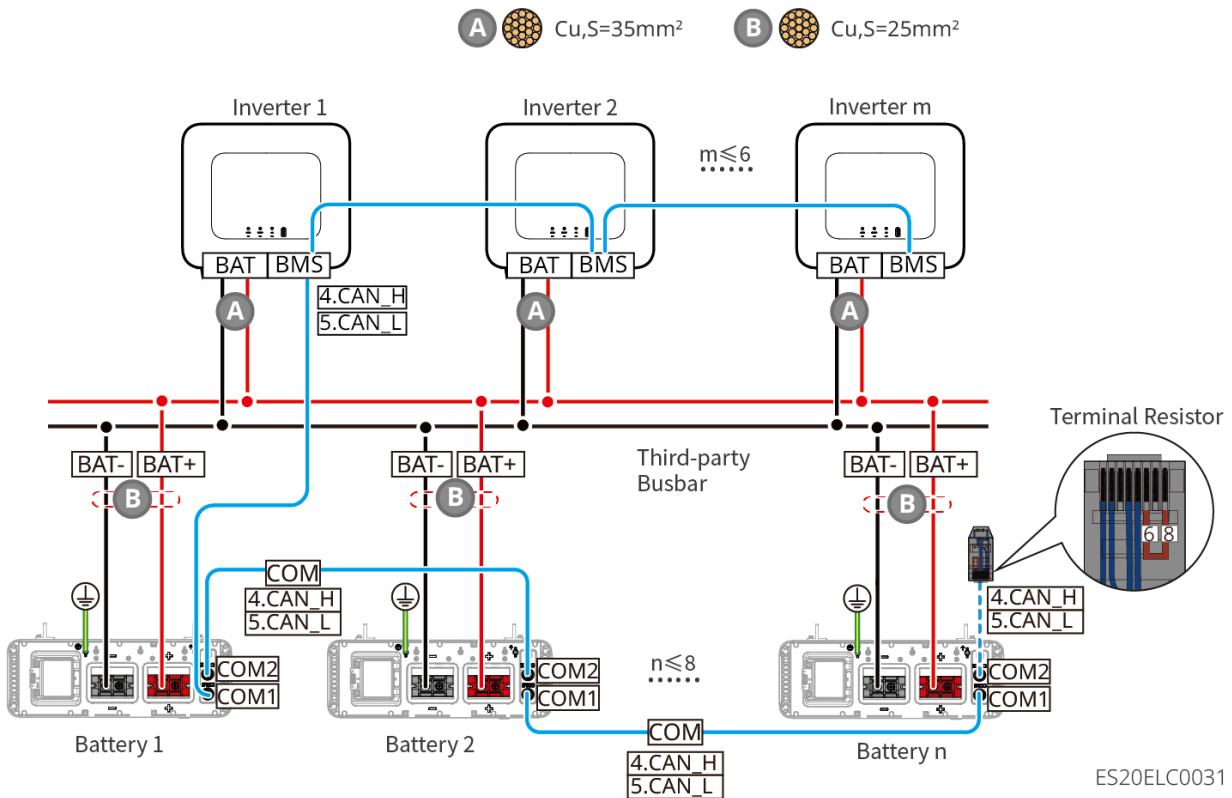 A Cu,S=35mm² B Cu,S=25mm²
Inverter 1 Inverter 2 Inverter m
m⩽6
BAT BMS BAT BMS BAT BMS
4.CAN_H
5.CAN_L
A A A
Terminal Resistor
BAT- BAT+ BAT- BAT+ BAT- BAT+
Third-party
Busbar
B B B
6 8
COM
4.CAN_H
5.CAN_L
4.CAN_H
5.CAN_L
n⩽8
COM2 COM2 COM2
COM1 COM1 COM1
Battery 1 Battery 2 Battery n
COM
4.CAN_H
5.CAN_L
ES20ELC0031